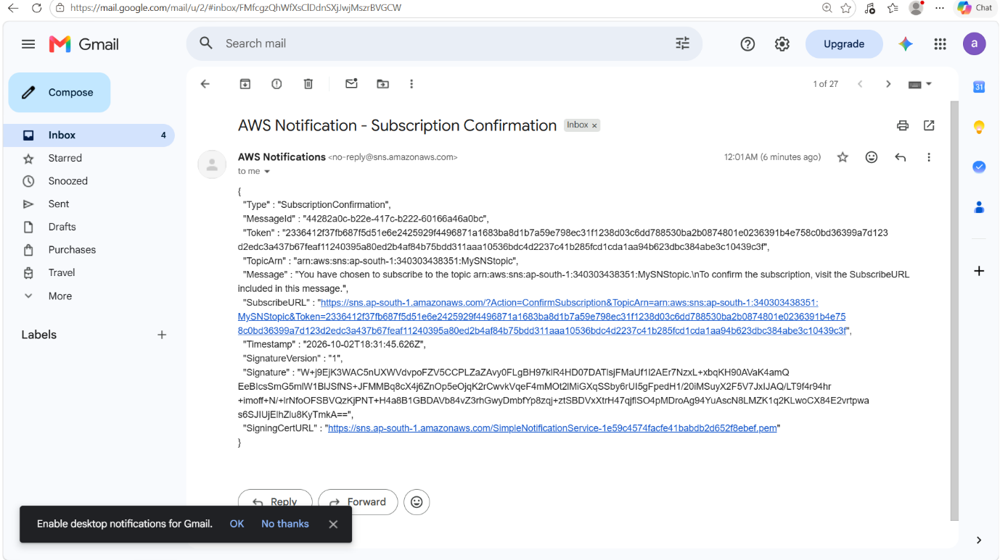 https://mail.google.com/mail/u/2/#inbox/FMfcgzQhWfXsClDdnSXjJwjMszrBVGCW
Chat
Gmail
Search mail
Upgrade
a
Compose
1 of 27
31
Inbox 4
Starred
Snoozed
Sent
Drafts
Purchases
Travel
More
Labels
AWS Notification - Subscription Confirmation Inbox x
AWS Notifications <no-reply@sns.amazonaws.com> 12:01 AM (6 minutes ago)
to me
{
"Type" : "SubscriptionConfirmation",
"MessageId" : "44282a0c-b22e-417c-b222-60166a46a0bc",
"Token" : "2336412f37fb687f5d51e6e2425929f4496871a1683ba8d1b7a59e798ec31f1238d03c6dd788530ba2b0874801e0236391b4e758c0bd36399a7d123
d2edc3a437b67feaf11240395a80ed2b4af84b75bdd311aaa10536bdc4d2237c41b285fcd1cda1aa94b623dbc384abe3c10439c3f",
"TopicArn" : "arn:aws:sns:ap-south-1:340303438351:MySNStopic",
"Message" : "You have chosen to subscribe to the topic arn:aws:sns:ap-south-1:340303438351:MySNStopic.\nTo confirm the subscription, visit the SubscribeURL
included in this message.",
"SubscribeURL" : "https://sns.ap-south-1.amazonaws.com/?Action=ConfirmSubscription&TopicArn=arn:aws:sns:ap-south-1:340303438351:
MySNStopic&Token=2336412f37fb687f5d51e6e2425929f4496871a1683ba8d1b7a59e798ec31f1238d03c6dd788530ba2b0874801e0236391b4e75
8c0bd36399a7d123d2edc3a437b67feaf11240395a80ed2b4af84b75bdd311aaa10536bdc4d2237c41b285fcd1cda1aa94b623dbc384abe3c10439c3f",
"Timestamp" : "2026-10-02T18:31:45.626Z",
"SignatureVersion" : "1",
"Signature" : "W+j9EjK3WAC5nUXWVdvpoFZV5CCPLZaZAvy0FLgBH97kIR4HD07DATlsjFMaUf1l2AEr7NzxL+xbqKH90AVaK4amQ
EeBIcsSmG5mlW1BlJSfNS+JFMMBq8cX4j6ZnOp5eOjqK2rCwvkVqeF4mMOt2lMiGXqSSby6rUI5gFpedH1/20iMSuyX2F5V7JxIJAQ/LT9f4r94hr
+imoff+N/+IrNfoOFSBVQzKjPNT+H4a8B1GBDAVb84vZ3rhGwyDmbfYp8zqj+ztSBDVxXtrH47qjflSO4pMDroAg94YuAscN8LMZK1q2KLwoCX84E2vrtpwa
s6SJIUjElhZlu8KyTmkA==",
"SigningCertURL" : "https://sns.ap-south-1.amazonaws.com/SimpleNotificationService-1e59c4574facfe41babdb2d652f8ebef.pem"
}
Reply Forward
Enable desktop notifications for Gmail. OK No thanks